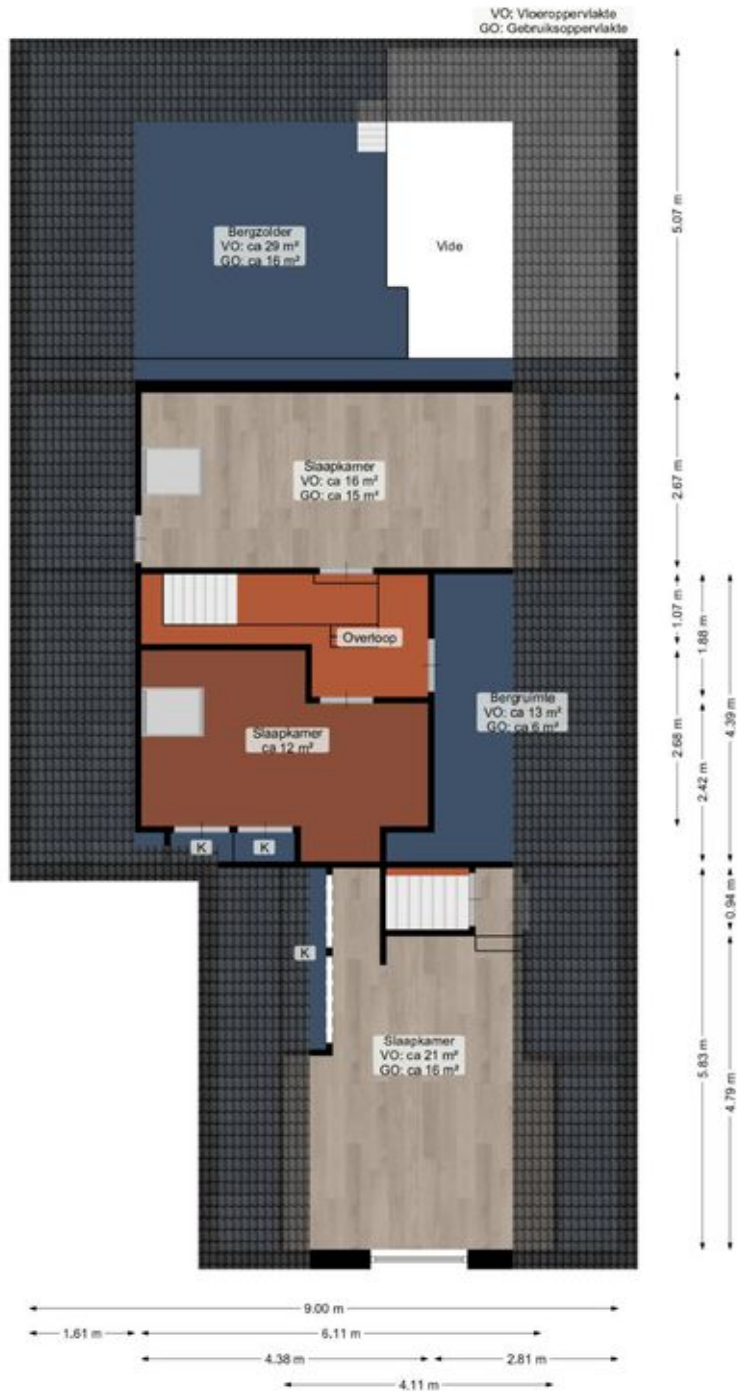 VO: Vloeroppervlakte
GO: Gebruiksoppervlakte
5.07 m
Bergzolder
VO: ca 29 m²
GO: ca 16 m²
Vide
Slaapkamer
VO: ca 16 m²
GO: ca 15 m²
2.67 m
1.07 m
1.88 m
Overloop
4.39 m
Bergruimte
VO: ca 13 m²
GO: ca 6 m²
Slaapkamer
ca 12 m²
2.68 m
2.42 m
K
K
0.94 m
K
Slaapkamer
VO: ca 21 m²
GO: ca 16 m²
5.83 m
4.79 m
9.00 m
1.61 m
6.11 m
4.38 m
2.81 m
4.11 m